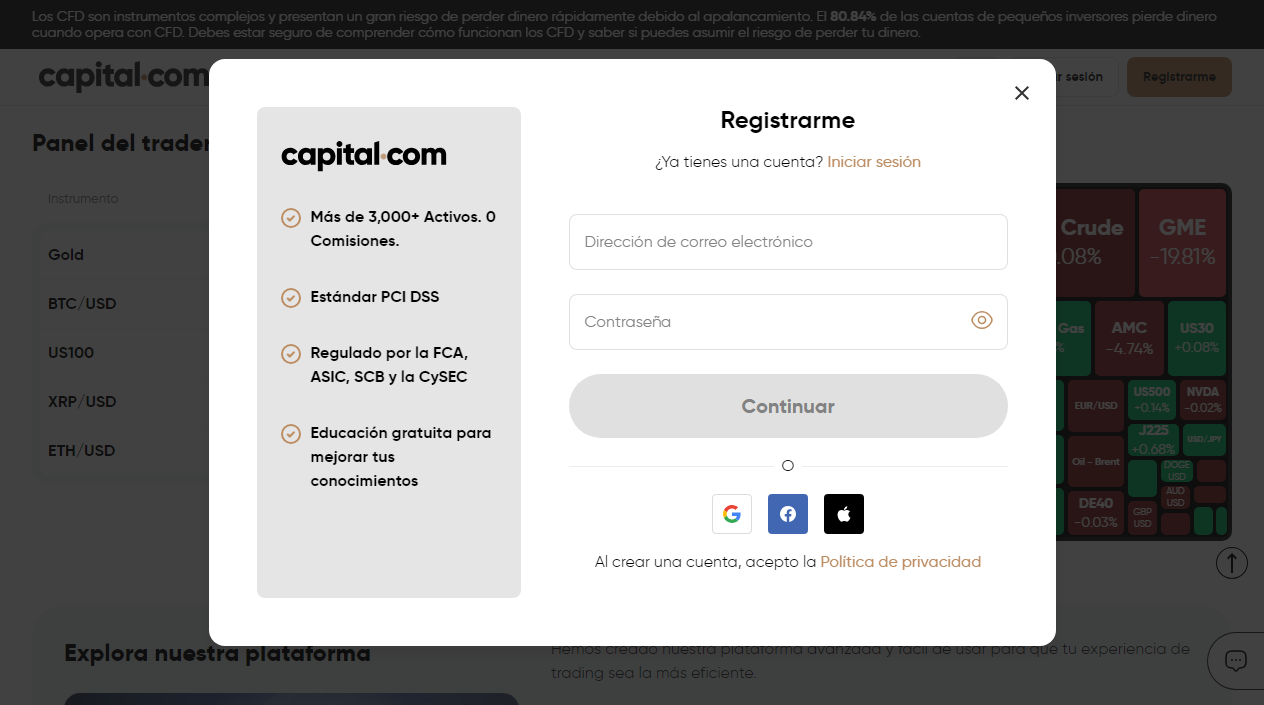 Los CFD son instrumentos complejos y presentan un gran riesgo de perder dinero rápidamente debido al apalancamiento. El 80.84% de las cuentas de pequeños inversores pierde dinero
cuando opera con CFD. Debes estar seguro de comprender cómo funcionan los CFD y saber si puedes asumir el riesgo de perder tu dinero.
capital.com
sesión
Registrarme
Panel del trader
Instrumento
Gold
BTC/USD
US100
XRP/USD
ETH/USD
capital.com
Más de 3,000+ Activos. 0
Comisiones.
Estándar PCI DSS
Regulado por la FCA,
ASIC, SCB y la CySEC
Educación gratuita para
mejorar tus
conocimientos
Registrarme
¿Ya tienes una cuenta? Iniciar sesión
Dirección de correo electrónico
Contraseña
Continuar
O
Al crear una cuenta, acepto la Política de privacidad
Crude
.08%
GME
-19.81%
Gas
%
AMC
-4.74%
US30
+0.08%
EUR/USD
US500
+0.14%
NVDA
-0.02%
J225
+0.68%
USD/JPY
Oil - Brent
DOGE
USD
DE40
-0.03%
AUD
USD
GBP
USD
Explora nuestra plataforma
Hemos creado nuestra plataforma avanzada y fácil de usar para que tu experiencia de
trading sea la más eficiente.